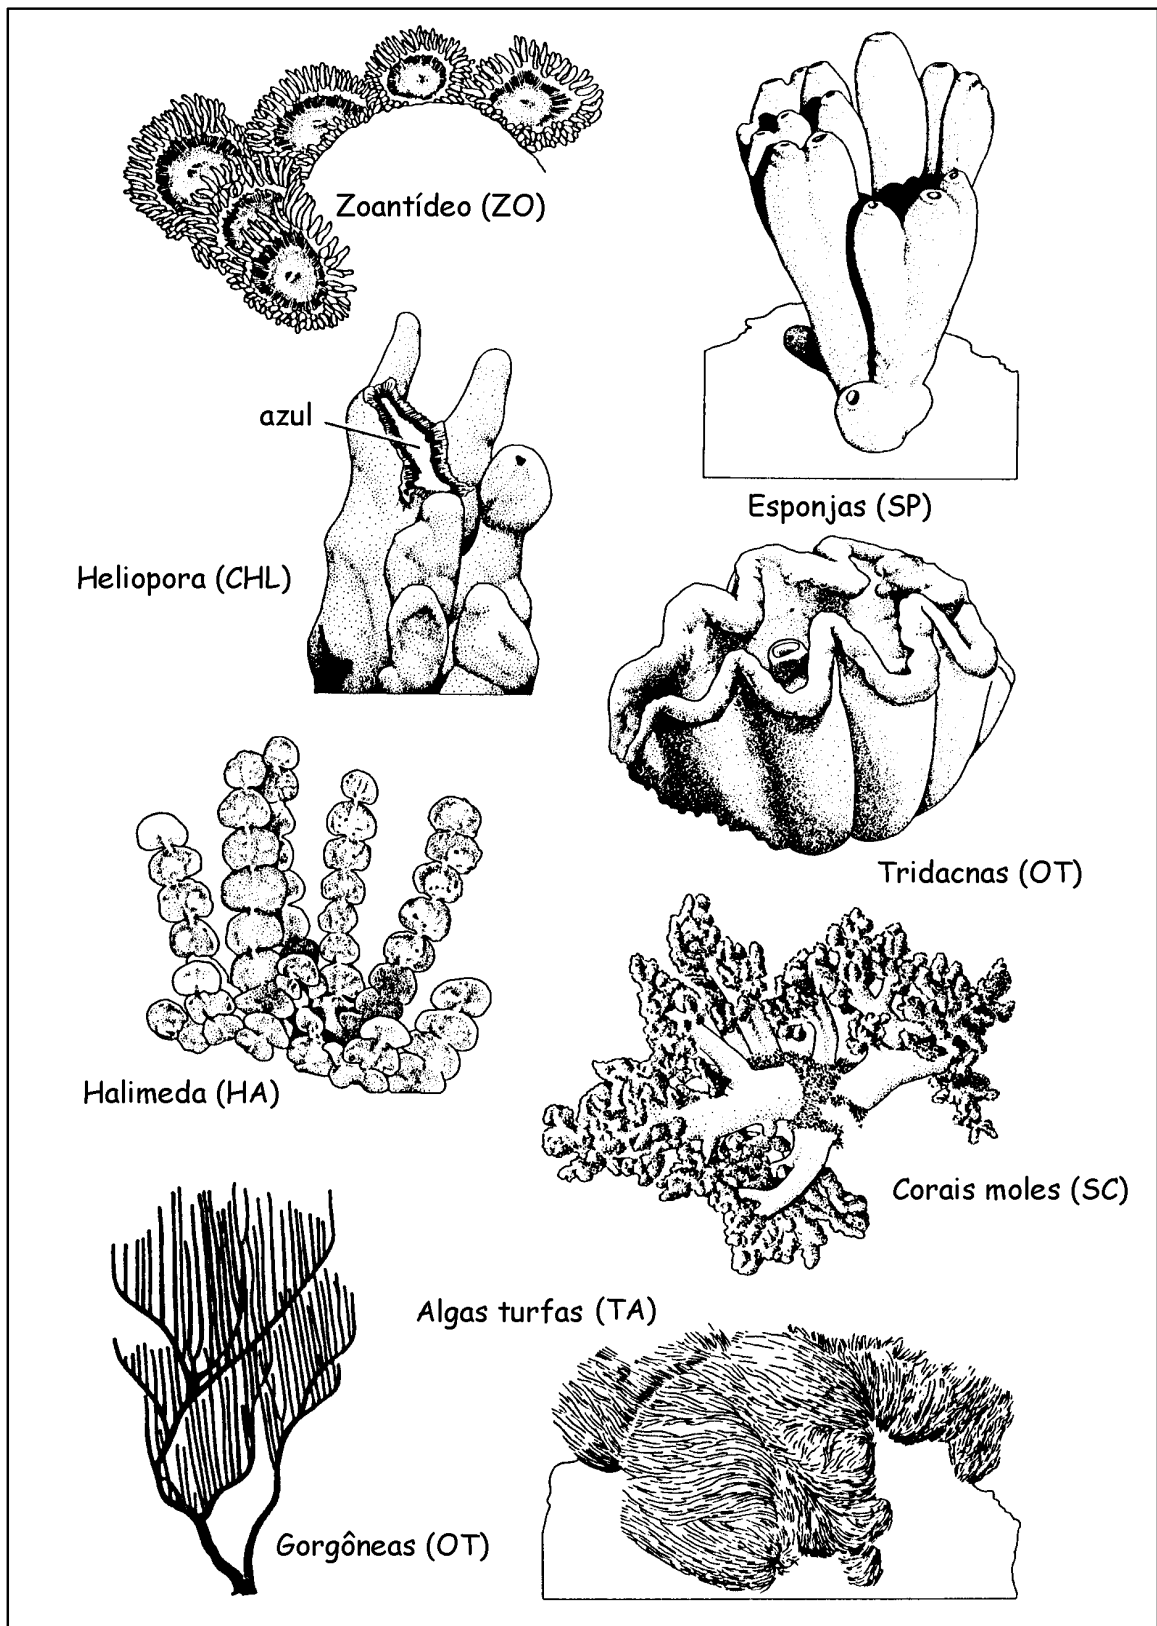 Zoantídeo (ZO)
azul
Esponjas (SP)
Heliopora (CHL)
Tridacnas (OT)
Halimeda (HA)
Corais moles (SC)
Algas turfas (TA)
Gorgôneas (OT)